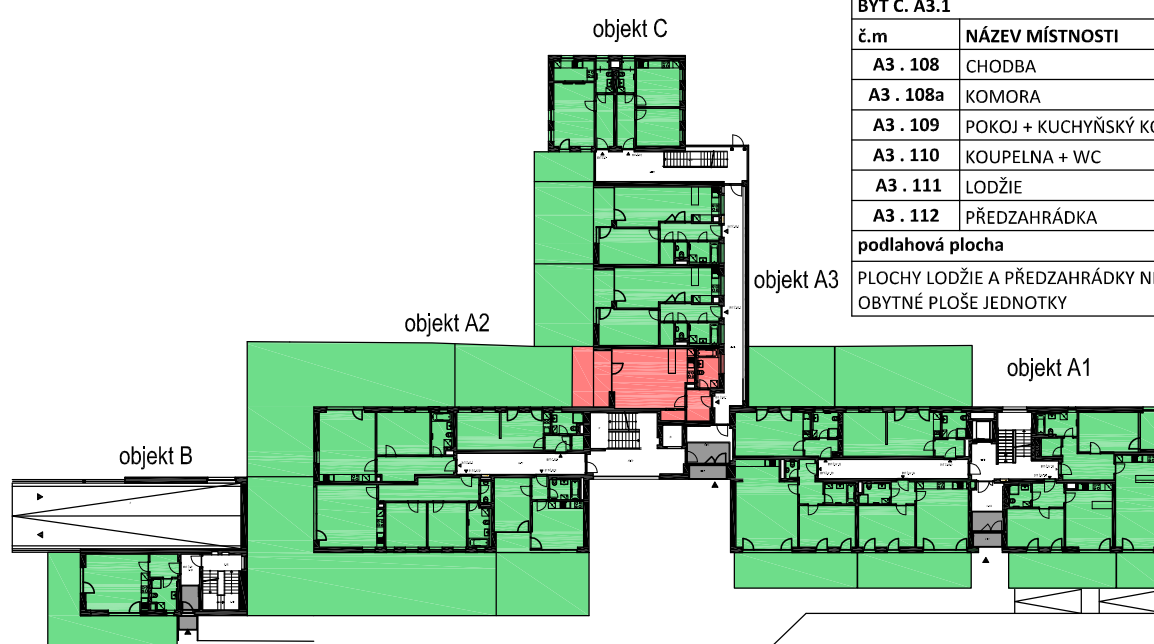 BYT Č. A3.1
č.m NÁZEV MÍSTNOSTI
A3 . 108 CHODBA
A3 . 108a KOMORA
A3 . 109 POKOJ + KUCHYŇSKÝ KO
A3 . 110 KOUPELNA + WC
A3 . 111 LODŽIE
A3 . 112 PŘEDZAHRÁDKA
podlahová plocha
PLOCHY LODŽIE A PŘEDZAHRÁDKY
OBYTNÉ PLOŠE JEDNOTKY
objekt C
objekt A3
objekt A2
objekt A1
objekt B